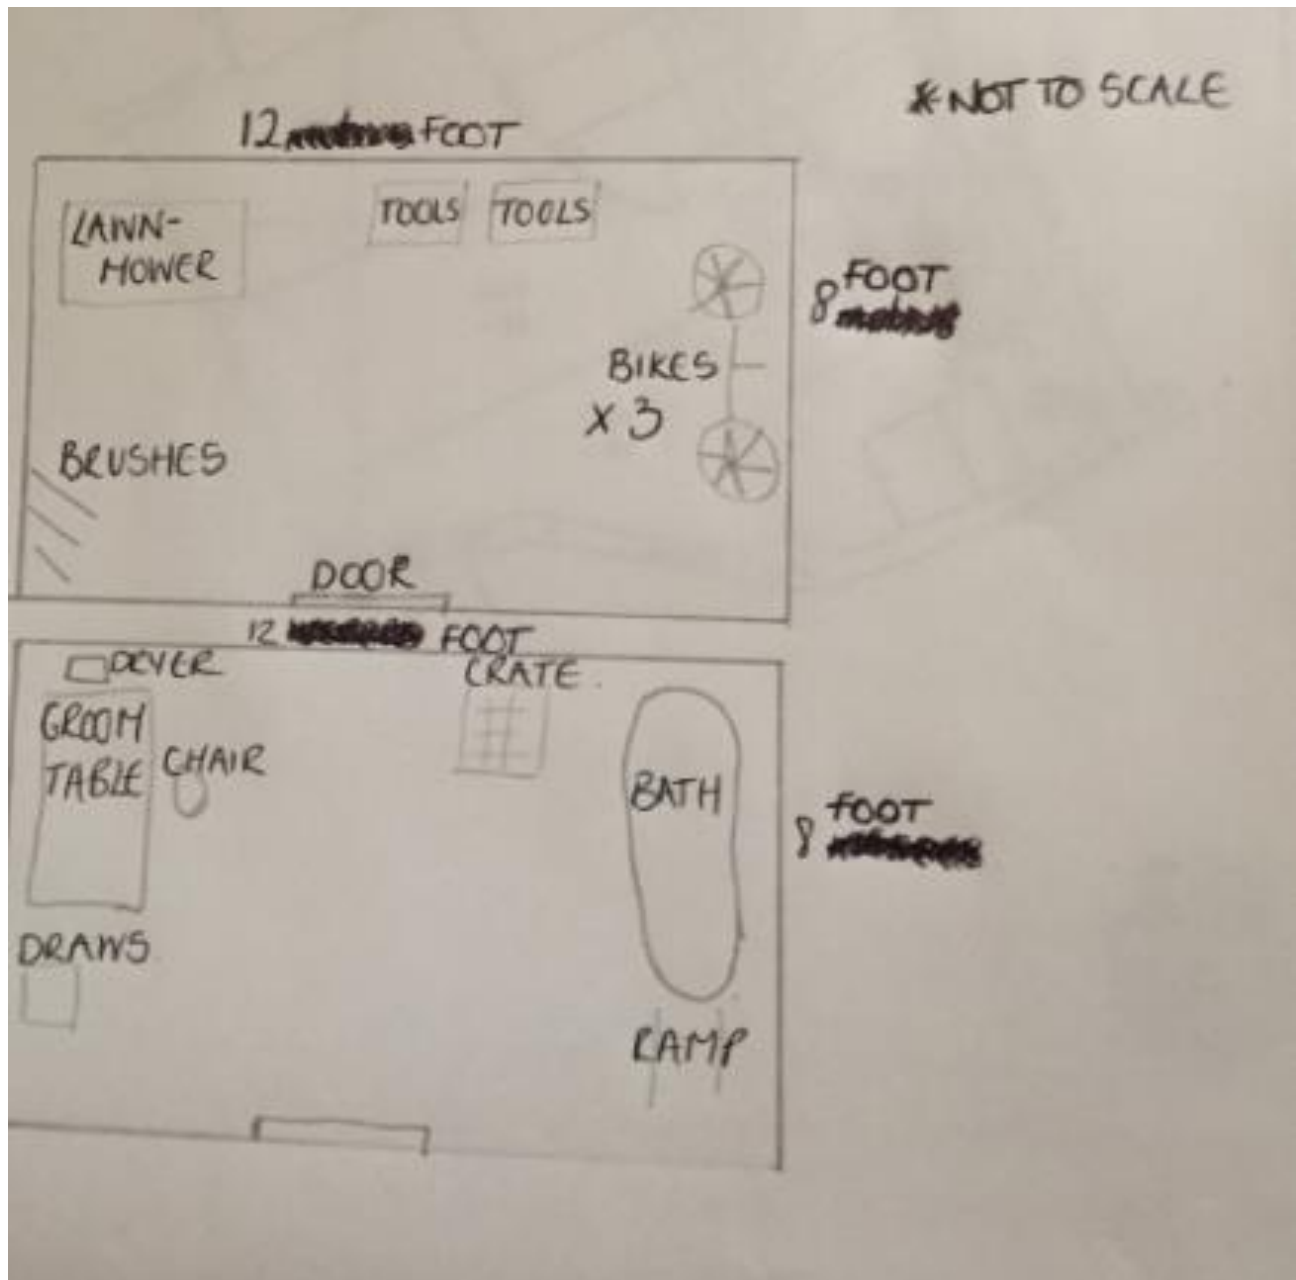 *NOT TO SCALE
12 FOOT
LAWN-
MOWER
TOOLS
TOOLS
8 FOOT
BIKES
X 3
BRUSHES
DOOR
12 FOOT
DRYER
CRATE
GROOM
TABLE
CHAIR
BATH
8 FOOT
DRAWS
RAMP